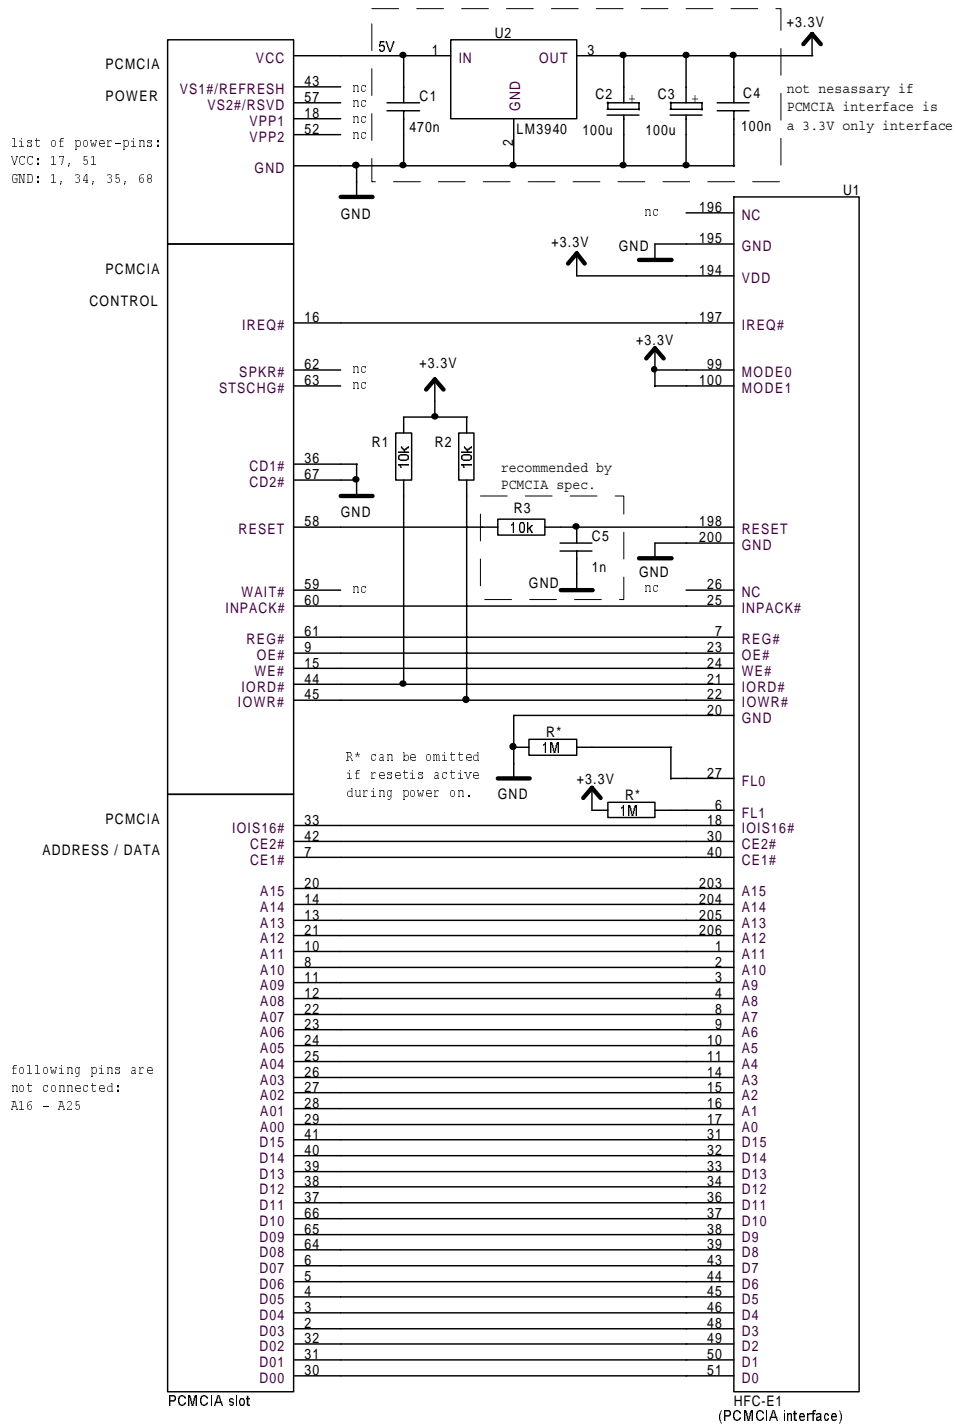 +3.3V
U2
5V
1
3
VCC
IN
OUT
GND
2
LM3940
C1
470n
C2
100u
+
C3
100u
+
C4
100n
PCMCIA
POWER
VS1#/REFRESH 43 nc
VS2#/RSVD 57 nc
VPP1 18 nc
VPP2 52 nc
GND
GND
not nesassary if
PCMCIA interface is
a 3.3V only interface
list of power-pins:
VCC: 17, 51
GND: 1, 34, 35, 68
U1
nc 196 NC
GND 195 GND
+3.3V
194 VDD
PCMCIA
CONTROL
IREQ# 16 197 IREQ#
+3.3V
SPKR# 62 nc
STSCHG# 63 nc
99 MODE0
100 MODE1
+3.3V
R1
10k
R2
10k
CD1# 36
CD2# 67
GND
recommended by
PCMCIA spec.
R3
10k
RESET 58 198 RESET
200 GND
C5
1n
GND
GND
WAIT# 59 nc
nc 26 NC
INPACK# 60 25 INPACK#
REG# 61 7 REG#
OE# 9 23 OE#
WE# 15 24 WE#
IORD# 44 21 IORD#
IOWR# 45 22 IOWR#
20 GND
R*
1M
R* can be omitted
if resetis active
during power on.
GND
27 FL0
+3.3V
R*
1M
6 FL1
PCMCIA
ADDRESS / DATA
IOIS16# 33 18 IOIS16#
CE2# 42 30 CE2#
CE1# 7 40 CE1#
A15 20 203 A15
A14 14 204 A14
A13 13 205 A13
A12 21 206 A12
A11 10 1 A11
A10 8 2 A10
A09 11 3 A9
A08 12 4 A8
A07 22 8 A7
A06 23 9 A6
A05 24 10 A5
A04 25 11 A4
A03 26 14 A3
A02 27 15 A2
A01 28 16 A1
A00 29 17 A0
D15 41 31 D15
D14 40 32 D14
D13 39 33 D13
D12 38 34 D12
D11 37 36 D11
D10 66 37 D10
D09 65 38 D9
D08 64 39 D8
D07 6 43 D7
D06 5 44 D6
D05 4 45 D5
D04 3 46 D4
D03 2 48 D3
D02 32 49 D2
D01 31 50 D1
D00 30 51 D0
following pins are
not connected:
A16 - A25
PCMCIA slot
HFC-E1
(PCMCIA interface)